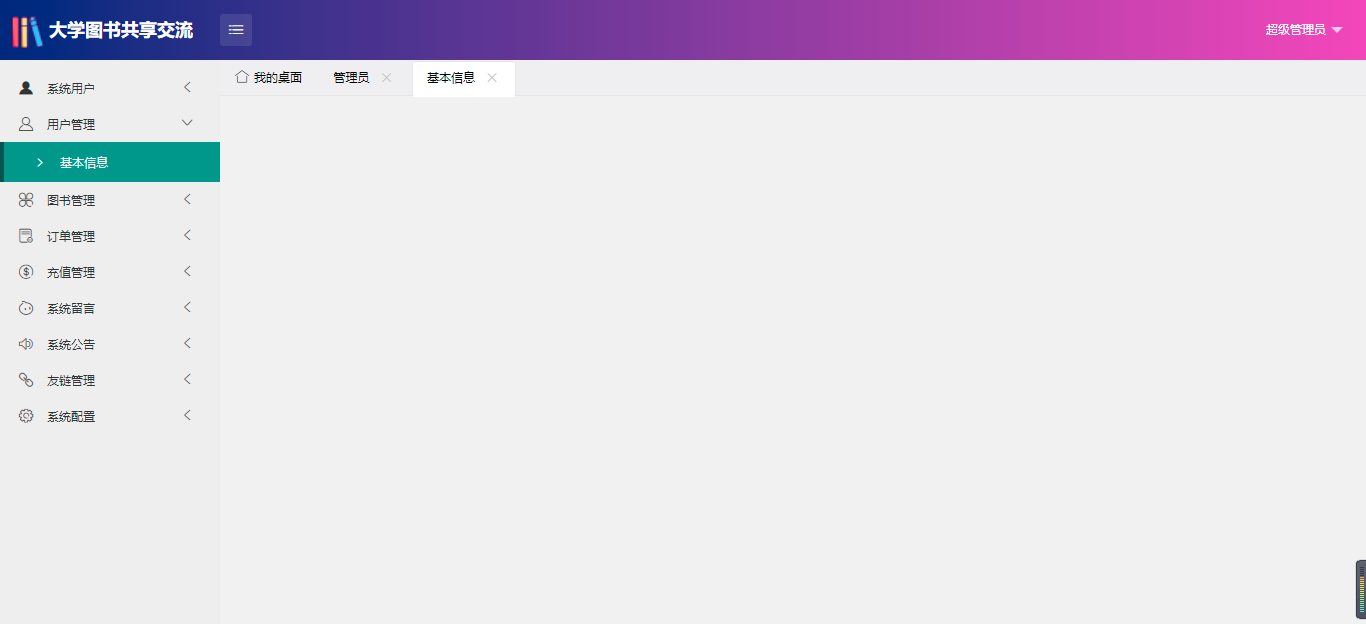 大学图书共享交流
超级管理员
我的桌面
管理员
基本信息
系统用户
用户管理
基本信息
图书管理
订单管理
充值管理
系统留言
系统公告
友链管理
系统配置